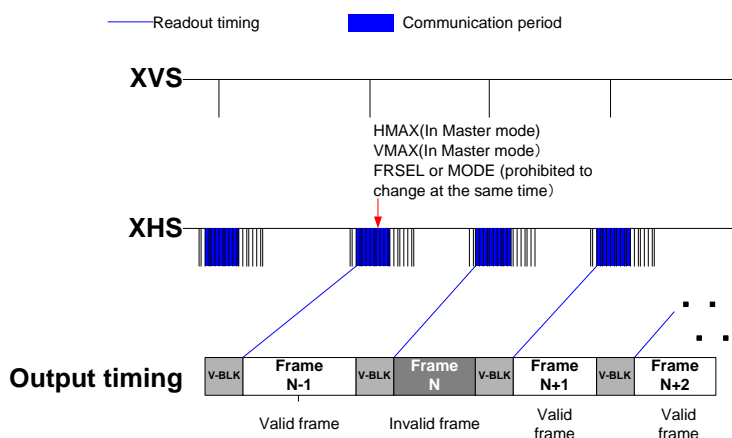 Readout timing
Communication period
XVS
HMAX(In Master mode)
VMAX(In Master mode）
FRSEL or MODE (prohibited to
change at the same time）
XHS
Output timing
V-BLK
Frame
N-1
V-BLK
Frame
N
V-BLK
Frame
N+1
V-BLK
Frame
N+2
Valid frame
Invalid frame
Valid
frame
Valid
frame